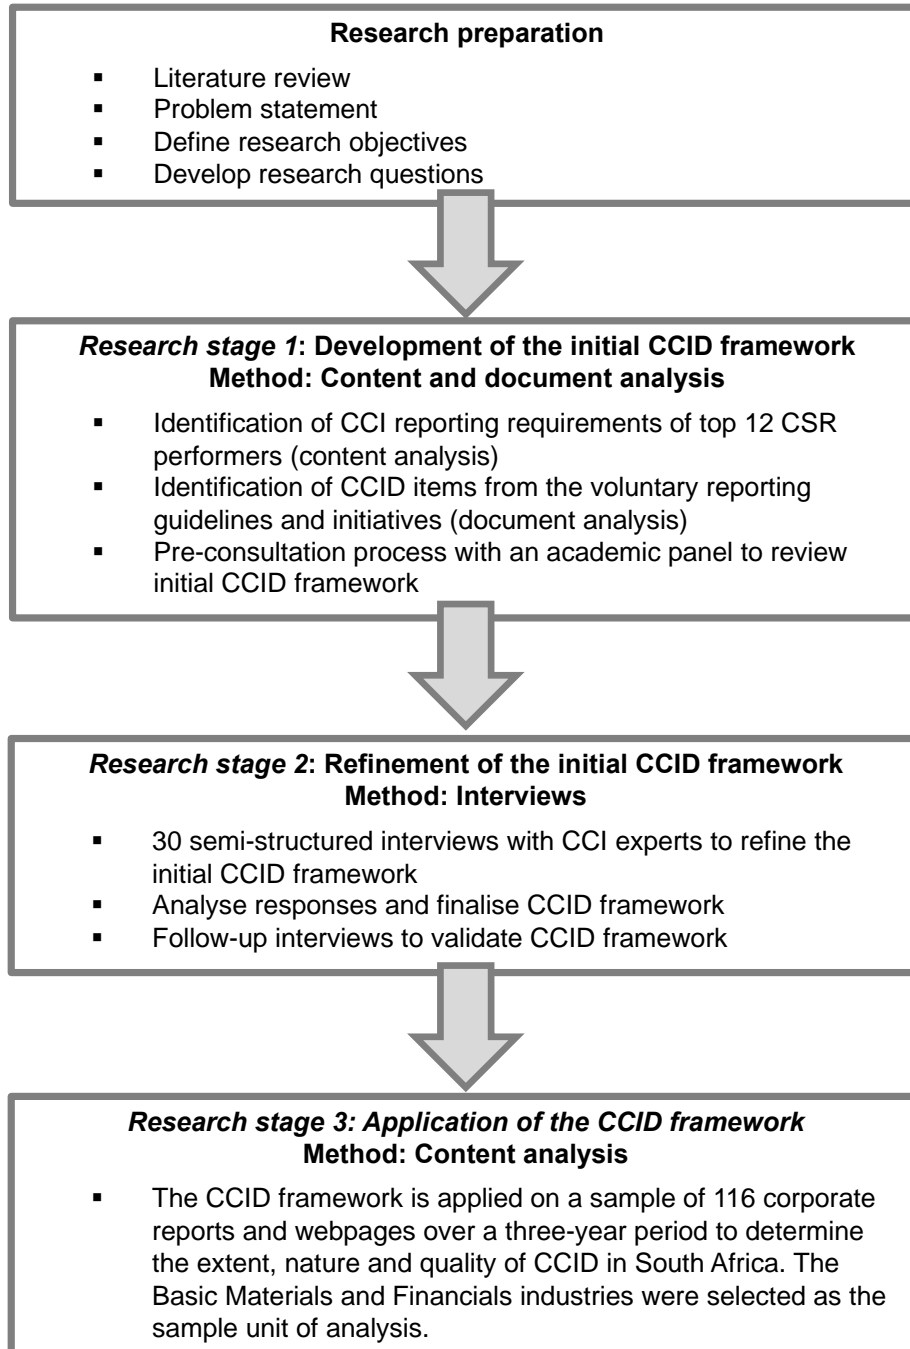 Research preparation
▪ Literature review
▪ Problem statement
▪ Define research objectives
▪ Develop research questions
Research stage 1: Development of the initial CCID framework
Method: Content and document analysis
▪ Identification of CCI reporting requirements of top 12 CSR
performers (content analysis)
▪ Identification of CCID items from the voluntary reporting
guidelines and initiatives (document analysis)
▪ Pre-consultation process with an academic panel to review
initial CCID framework
Research stage 2: Refinement of the initial CCID framework
Method: Interviews
▪ 30 semi-structured interviews with CCI experts to refine the
initial CCID framework
▪ Analyse responses and finalise CCID framework
▪ Follow-up interviews to validate CCID framework
Research stage 3: Application of the CCID framework
Method: Content analysis
▪ The CCID framework is applied on a sample of 116 corporate
reports and webpages over a three-year period to determine
the extent, nature and quality of CCID in South Africa. The
Basic Materials and Financials industries were selected as the
sample unit of analysis.